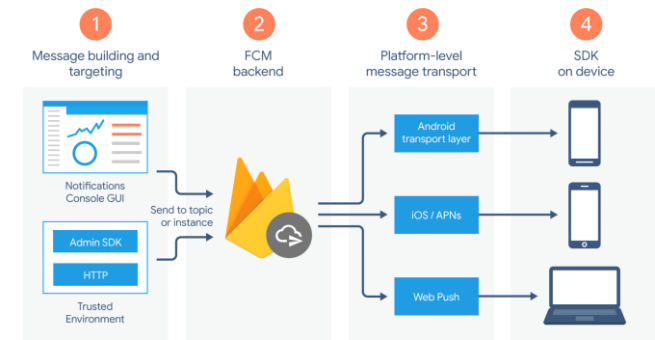 1
Message building and
targeting
2
FCM
backend
3
Platform-level
message transport
4
SDK
on device
Notifications
Console GUI
Admin SDK
HTTP
Trusted
Environment
Send to topic
or instance
Android
transport layer
iOS / APNs
Web Push